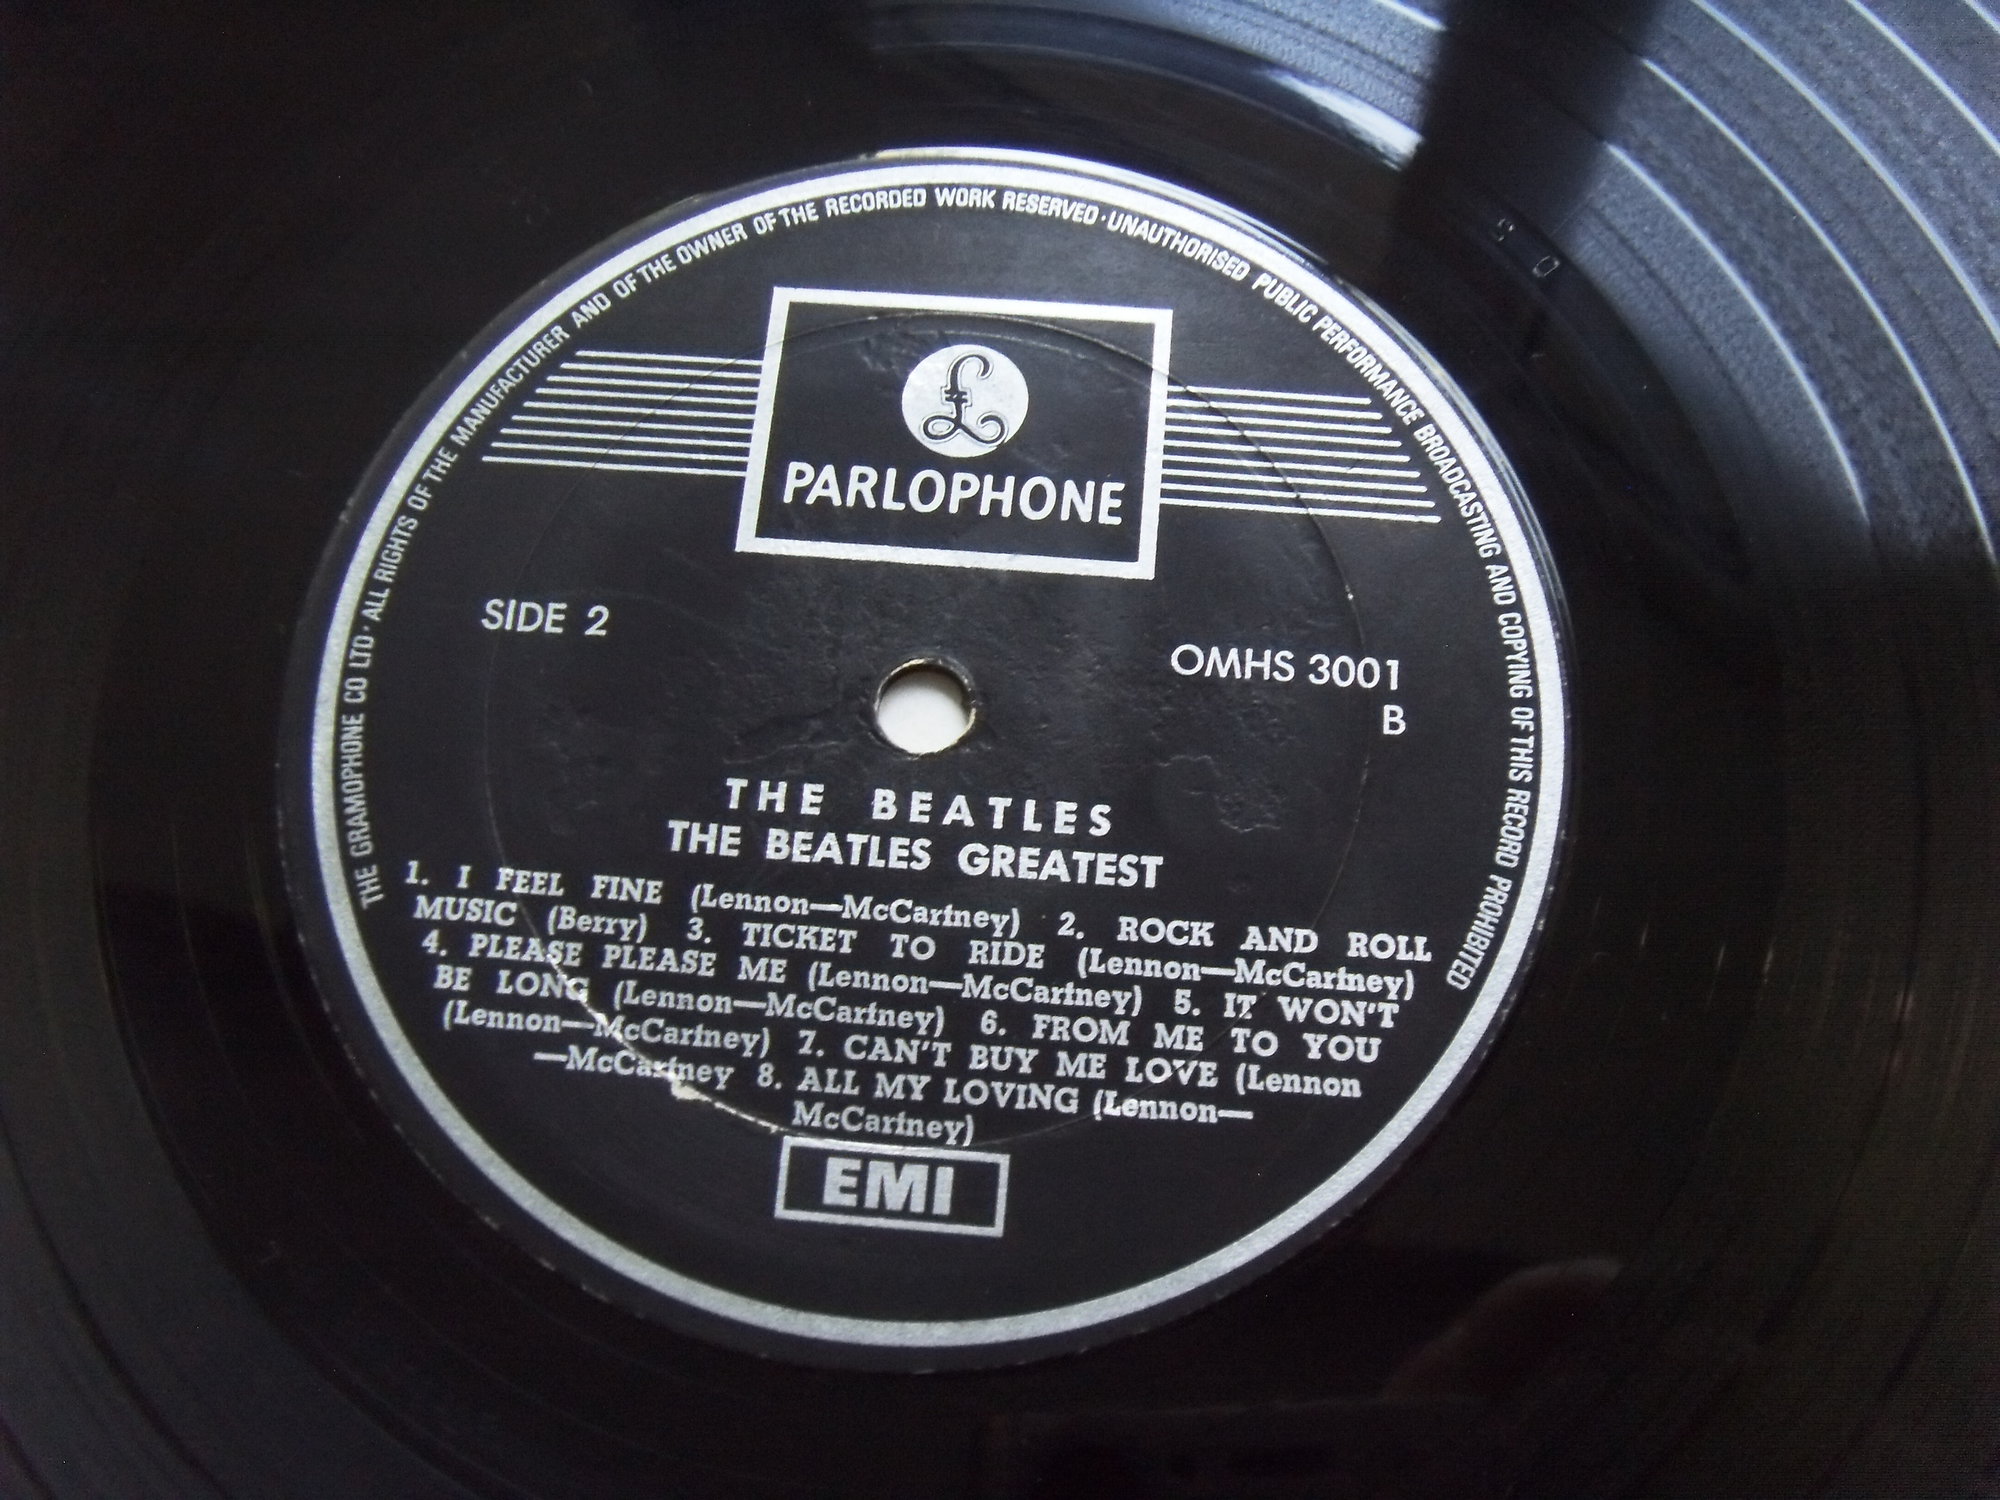 THE GRAMOPHONE CO LTD · ALL RIGHTS OF THE MANUFACTURER AND OF THE OWNER OF THE RECORDED WORK RESERVED · UNAUTHORISED PUBLIC PERFORMANCE BROADCASTING AND COPYING OF THIS RECORD PROHIBITED
£
PARLOPHONE
SIDE 2
OMHS 3001
B
THE BEATLES
THE BEATLES GREATEST
1. I FEEL FINE (Lennon—McCartney) 2. ROCK AND ROLL
MUSIC (Berry) 3. TICKET TO RIDE (Lennon—McCartney)
4. PLEASE PLEASE ME (Lennon—McCartney) 5. IT WON'T
BE LONG (Lennon—McCartney) 6. FROM ME TO YOU
(Lennon—McCartney) 7. CAN'T BUY ME LOVE (Lennon
—McCartney 8. ALL MY LOVING (Lennon—
McCartney)
EMI